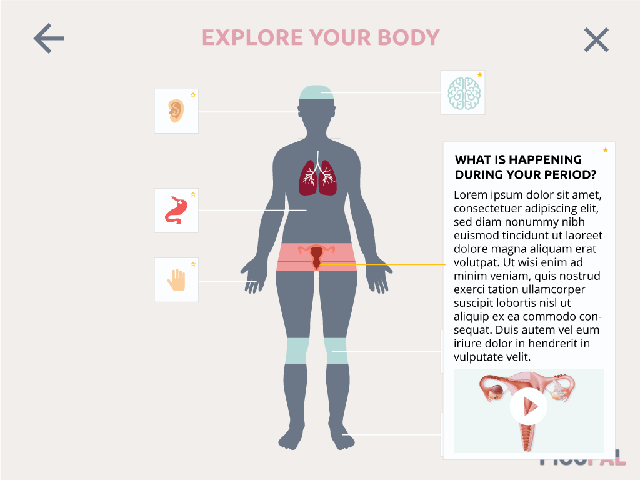 EXPLORE YOUR BODY
WHAT IS HAPPENING
DURING YOUR PERIOD?
Lorem ipsum dolor sit amet,
consectetuer adipiscing elit,
sed diam nonummy nibh
euismod tincidunt ut laoreet
dolore magna aliquam erat
volutpat. Ut wisi enim ad
minim veniam, quis nostrud
exerci tation ullamcorper
suscipit lobortis nisl ut
aliquip ex ea commodo con-
sequat. Duis autem vel eum
iriure dolor in hendrerit in
vulputate velit.